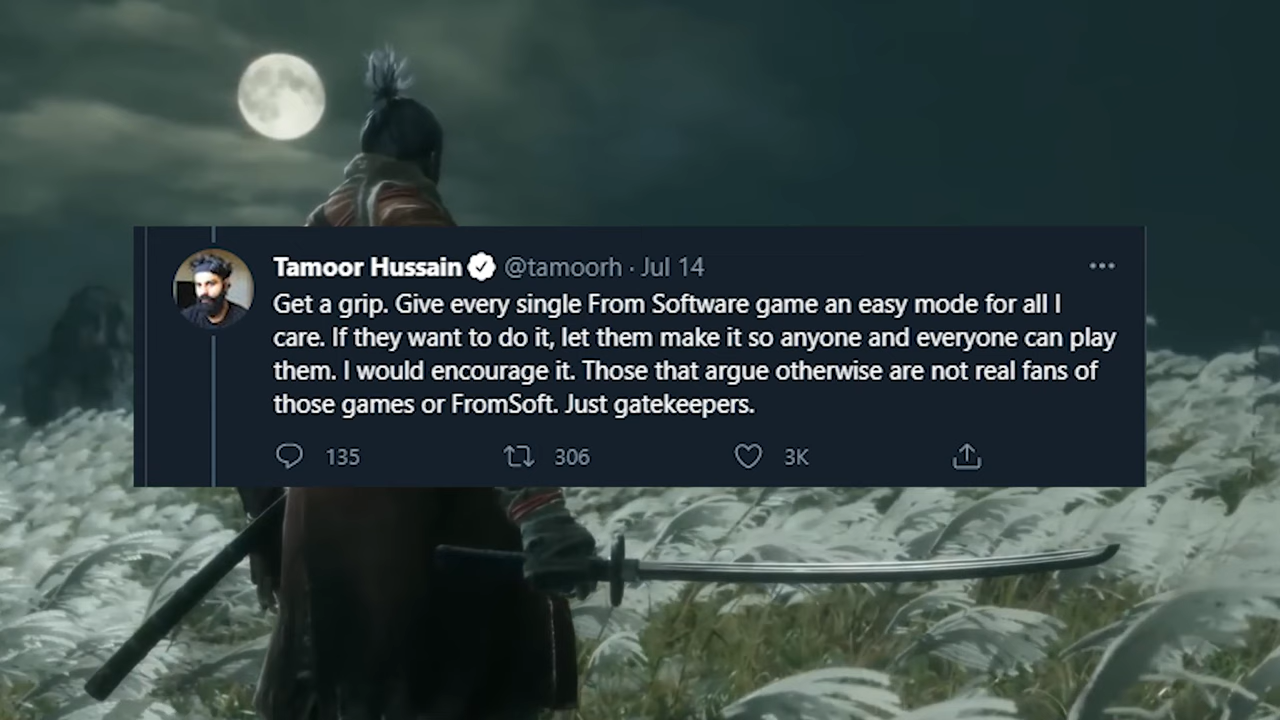 Tamoor Hussain @tamoorh · Jul 14
Get a grip. Give every single From Software game an easy mode for all I
care. If they want to do it, let them make it so anyone and everyone can play
them. I would encourage it. Those that argue otherwise are not real fans of
those games or FromSoft. Just gatekeepers.
135 306 3K